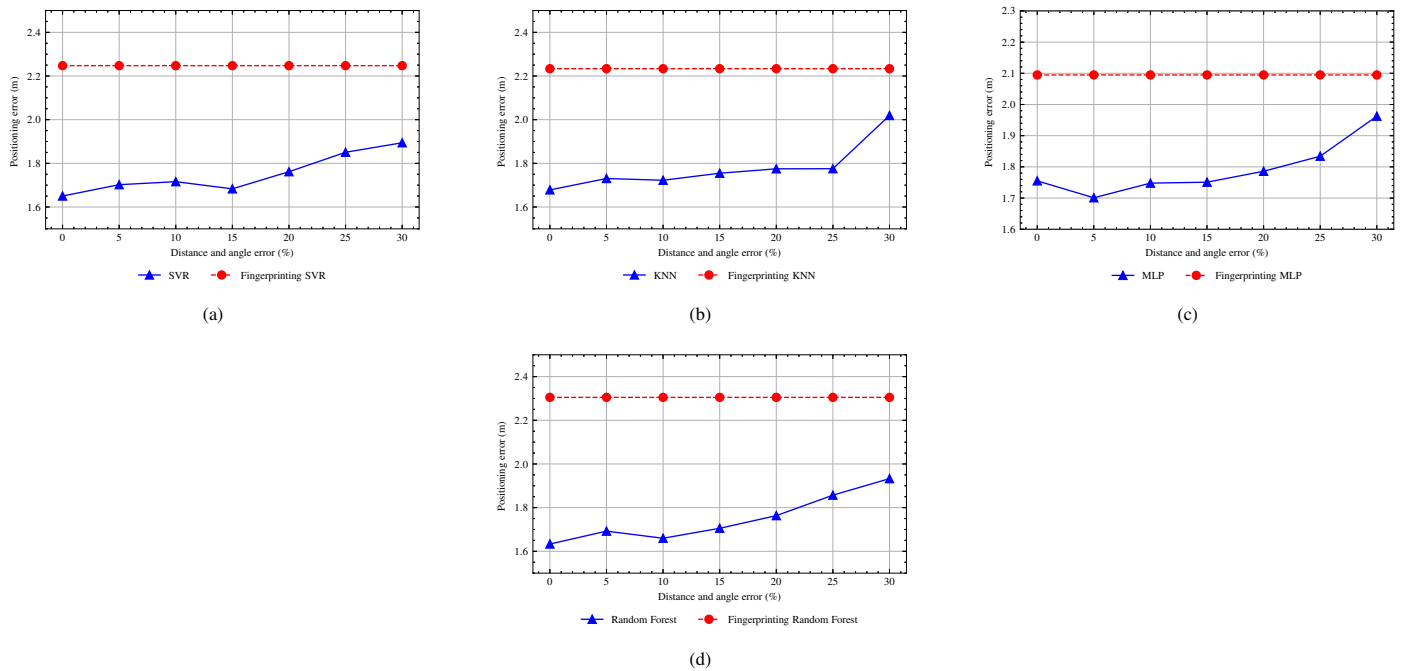 2.4
2.2
2.0
1.8
1.6
Positioning error (m)
0 5 10 15 20 25 30
Distance and angle error (%)
SVR Fingerprinting SVR
(a)
2.4
2.2
2.0
1.8
1.6
Positioning error (m)
0 5 10 15 20 25 30
Distance and angle error (%)
KNN Fingerprinting KNN
(b)
2.3
2.2
2.1
2.0
1.9
1.8
1.7
1.6
Positioning error (m)
0 5 10 15 20 25 30
Distance and angle error (%)
MLP Fingerprinting MLP
(c)
2.4
2.2
2.0
1.8
1.6
Positioning error (m)
0 5 10 15 20 25 30
Distance and angle error (%)
Random Forest Fingerprinting Random Forest
(d)